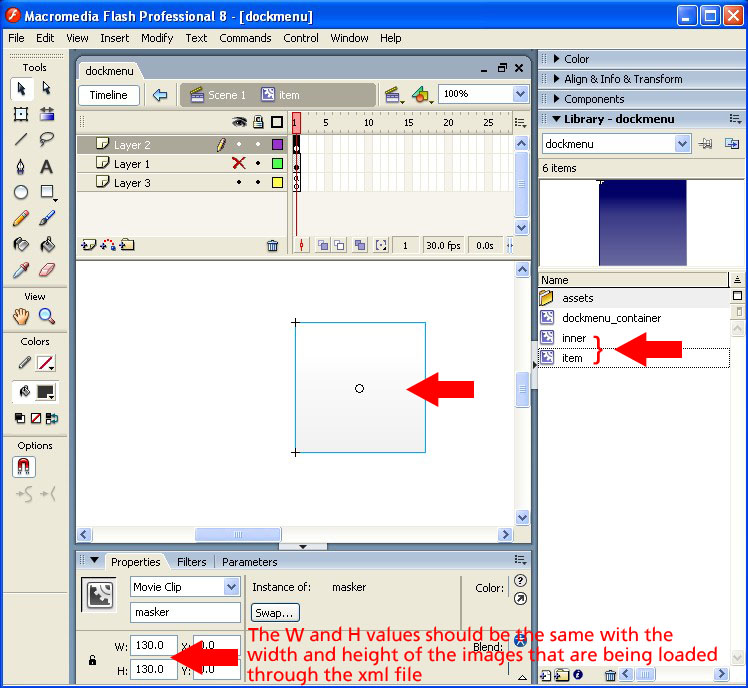 Macromedia Flash Professional 8 - [dockmenu]
File Edit View Insert Modify Text Commands Control Window Help
Tools
View
Colors
Options
dockmenu
Timeline
Scene 1
item
100%
1 5 10 15 20 25
Layer 2
Layer 1
Layer 3
1 30.0 fps 0.0s
Color
Align & Info & Transform
Components
Library - dockmenu
dockmenu
6 items
Name
assets
dockmenu_container
inner
item
Properties Filters Parameters
Movie Clip
Instance of: masker
Color:
masker
Swap...
W: 130.0
H: 130.0
Blend:
The W and H values should be the same with the
width and height of the images that are being loaded
through the xml file